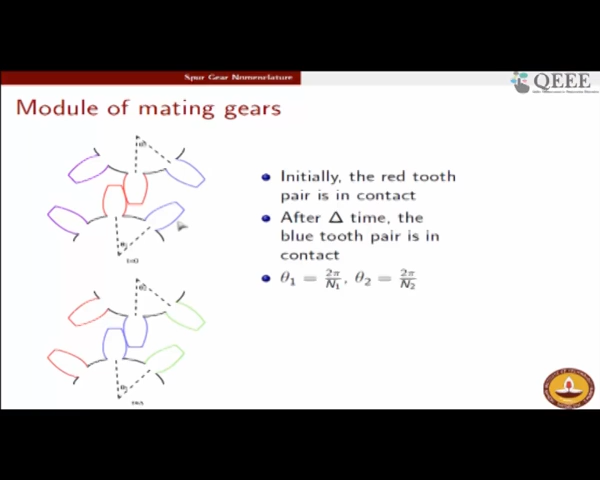 Spur Gear Nomenclature
QEEE
Module of mating gears
Initially, the red tooth
pair is in contact
After Δ time, the
blue tooth pair is in
contact
θ₁ = 2π/N₁, θ₂ = 2π/N₂
t=0